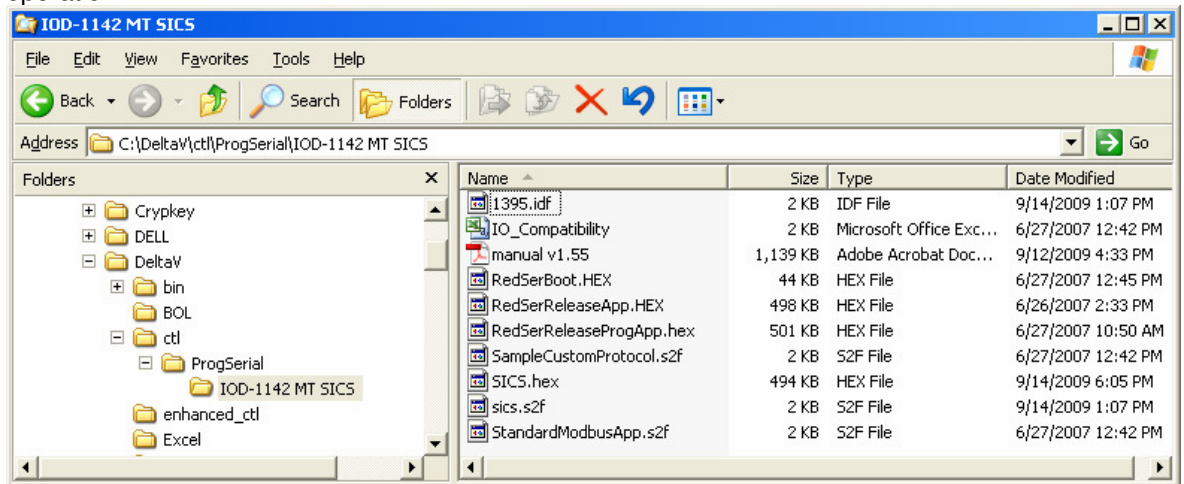 IOD-1142 MT SICS
File Edit View Favorites Tools Help
Back Search Folders
Address C:\DeltaV\ctl\ProgSerial\IOD-1142 MT SICS Go
Folders x Name Size Type Date Modified
Crypkey
DELL
DeltaV
bin
BOL
ctl
ProgSerial
IOD-1142 MT SICS
enhanced_ctl
Excel
1395.idf 2 KB IDF File 9/14/2009 1:07 PM
IO_Compatibility 2 KB Microsoft Office Exc... 6/27/2007 12:42 PM
manual v1.55 1,139 KB Adobe Acrobat Doc... 9/12/2009 4:33 PM
RedSerBoot.HEX 44 KB HEX File 6/27/2007 12:45 PM
RedSerReleaseApp.HEX 498 KB HEX File 6/26/2007 2:33 PM
RedSerReleaseProgApp.hex 501 KB HEX File 6/27/2007 10:50 AM
SampleCustomProtocol.s2f 2 KB S2F File 6/27/2007 12:42 PM
SICS.hex 494 KB HEX File 9/14/2009 6:05 PM
sics.s2f 2 KB S2F File 9/14/2009 1:07 PM
StandardModbusApp.s2f 2 KB S2F File 6/27/2007 12:42 PM